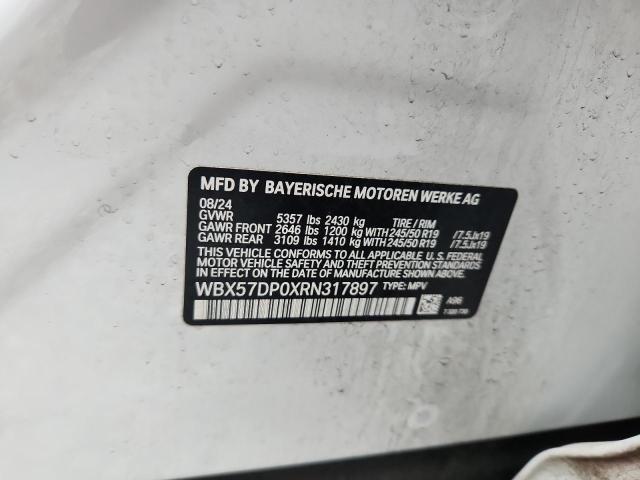 MFD BY BAYERISCHE MOTOREN WERKE AG
08/24
GVWR 5357 lbs 2430 kg TIRE / RIM
GAWR FRONT 2646 lbs 1200 kg WITH 245/50 R19 /7.5Jx19
GAWR REAR 3109 lbs 1410 kg WITH 245/50 R19 /7.5Jx19
THIS VEHICLE CONFORMS TO ALL APPLICABLE U.S. FEDERAL
MOTOR VEHICLE SAFETY AND THEFT PREVENTION STANDARDS
IN EFFECT ON THE DATE OF MANUFACTURE SHOWN ABOVE.
WBX57DP0XRN317897 TYPE: MPV
A96